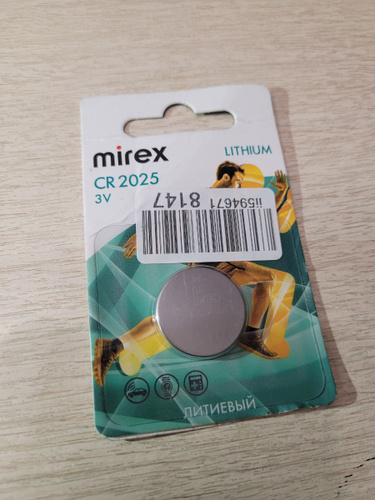 mirex
LITHIUM
CR 2025
3V
ii594671 8147
ЛИТИЕВЫЙ